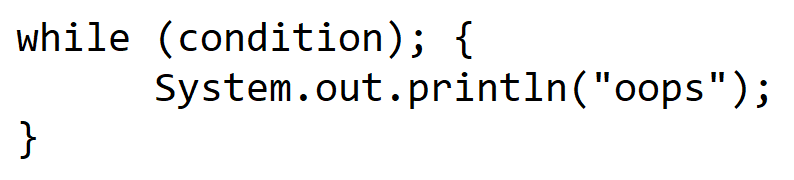 while (condition); {
      System.out.println("oops");
}